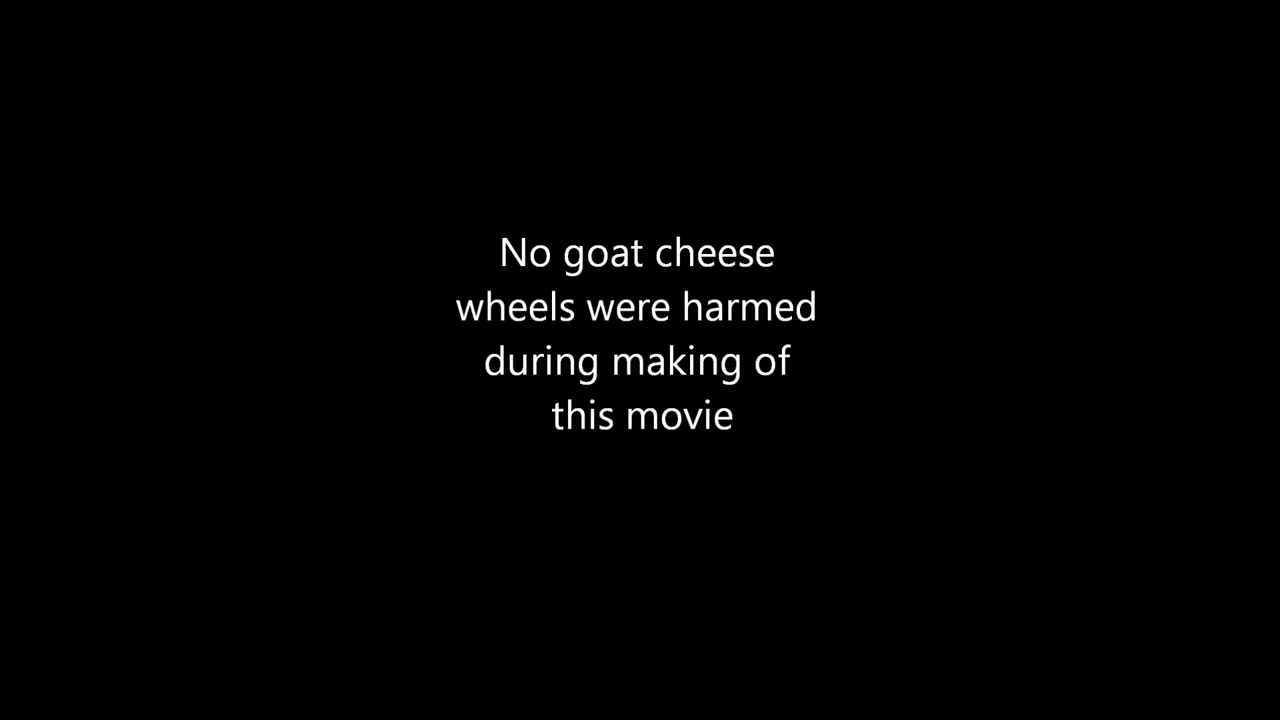 No goat cheese
wheels were harmed
during making of
this movie